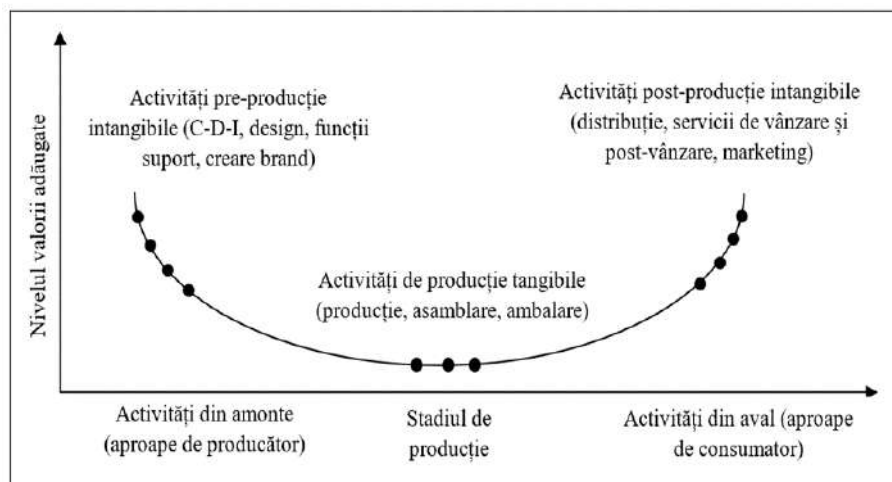 Activități pre-producție
intangibile (C-D-I, design, funcții
suport, creare brand)
Activități post-producție intangibile
(distribuție, servicii de vânzare și
post-vânzare, marketing)
Nivelul valorii adăugate
Activități de producție tangibile
(producție, asamblare, ambalare)
Activități din amonte
(aproape de producător)
Stadiul de
producție
Activități din aval (aproape
de consumator)